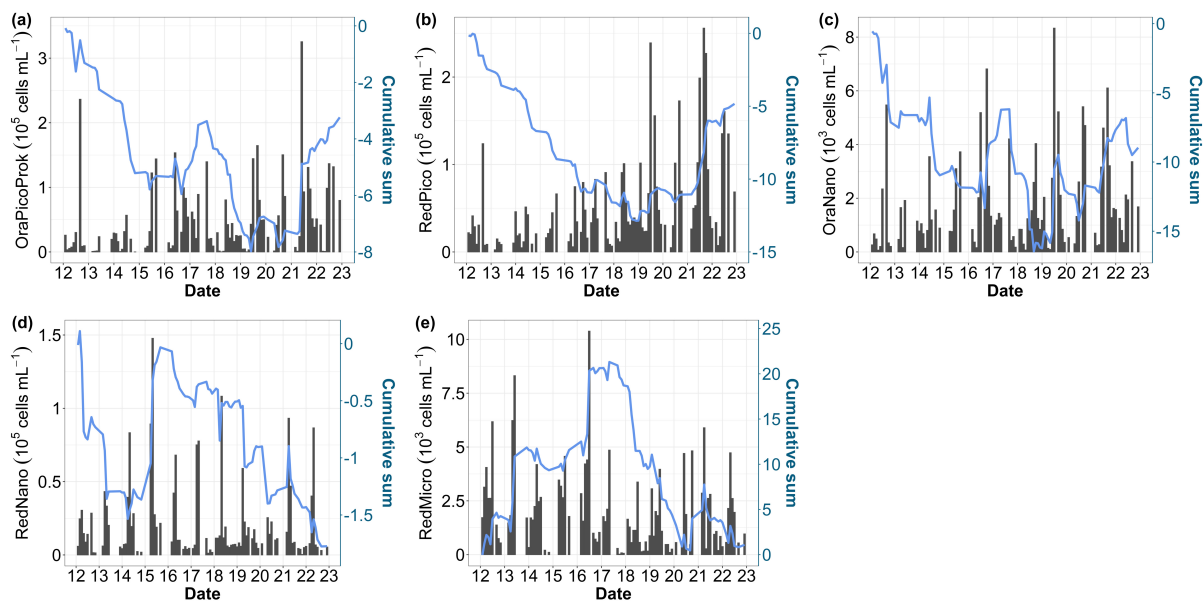 (a)
OraPicoProk (10⁵ cells mL⁻¹)
3
2
1
0
0
-2
-4
-6
-8
Cumulative sum
12 13 14 15 16 17 18 19 20 21 22 23
Date
(b)
RedPico (10⁵ cells mL⁻¹)
2
1
0
0
-5
-10
-15
Cumulative sum
12 13 14 15 16 17 18 19 20 21 22 23
Date
(c)
OraNano (10³ cells mL⁻¹)
8
6
4
2
0
0
-5
-10
-15
Cumulative sum
12 13 14 15 16 17 18 19 20 21 22 23
Date
(d)
RedNano (10⁵ cells mL⁻¹)
1.5
1
0.5
0
0
-0.5
-1
-1.5
Cumulative sum
12 13 14 15 16 17 18 19 20 21 22 23
Date
(e)
RedMicro (10³ cells mL⁻¹)
10
7.5
5
2.5
0
25
20
15
10
5
0
Cumulative sum
12 13 14 15 16 17 18 19 20 21 22 23
Date